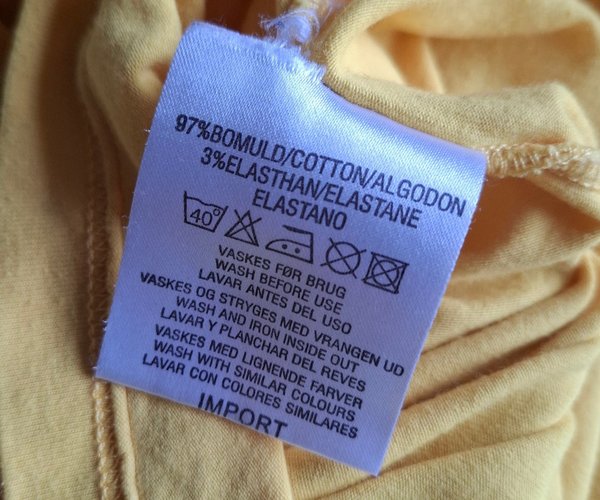 97%BOMULD/COTTON/ALGODON
3%ELASTHAN/ELASTANE
ELASTANO
40°
VASKES FØR BRUG
WASH BEFORE USE
LAVAR ANTES DEL USO
VASKES OG STRYGES MED VRANGEN UD
WASH AND IRON INSIDE OUT
LAVAR Y PLANCHAR DEL REVES
VASKES MED LIGNENDE FARVER
WASH WITH SIMILAR COLOURS
LAVAR CON COLORES SIMILARES
IMPORT